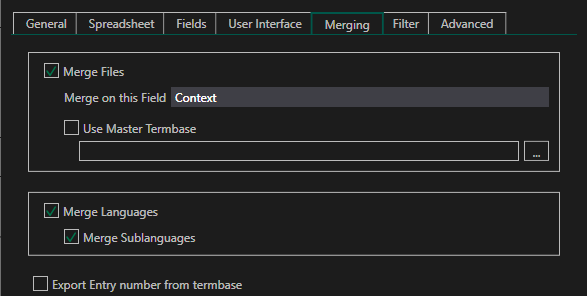 General Spreadsheet Fields User Interface Merging Filter Advanced
Merge Files
Merge on this Field Context
Use Master Termbase
...
Merge Languages
Merge Sublanguages
Export Entry number from termbase